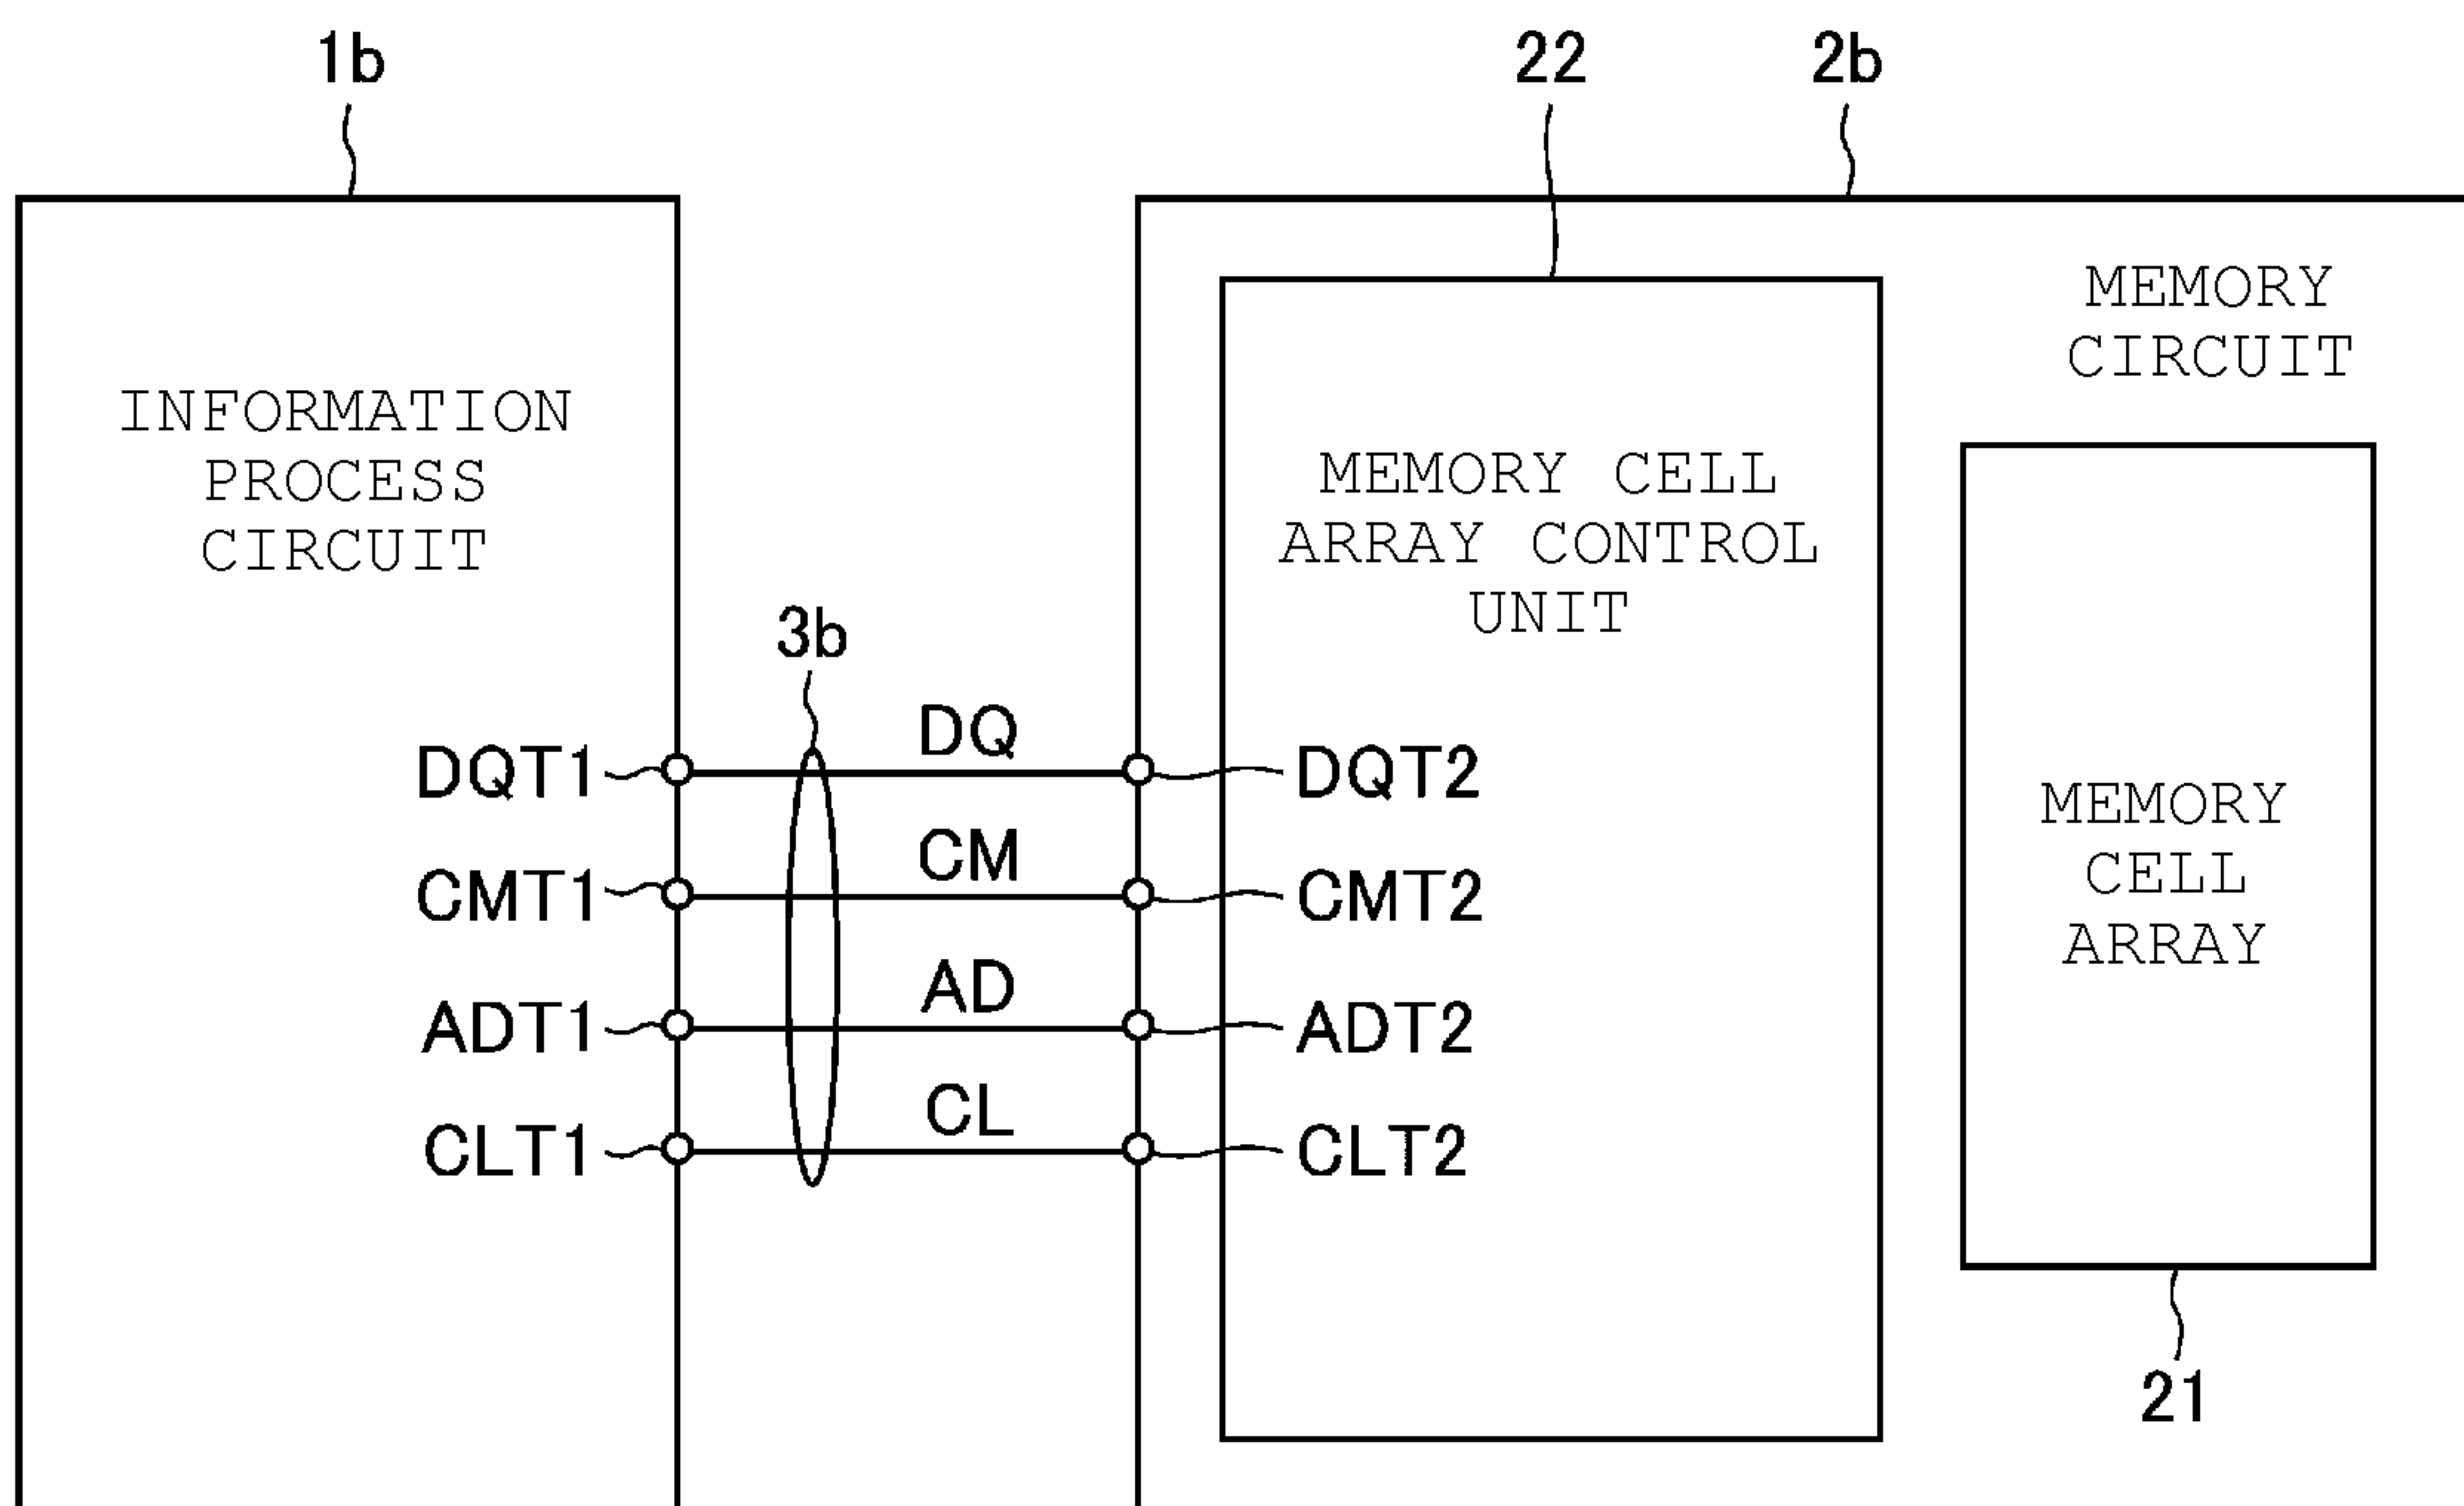 1b
22
2b
MEMORY
CIRCUIT
INFORMATION
PROCESS
CIRCUIT
MEMORY CELL
ARRAY CONTROL
UNIT
3b
DQ
DQT1
DQT2
CM
CMT1
CMT2
AD
ADT1
ADT2
CL
CLT1
CLT2
MEMORY
CELL
ARRAY
21